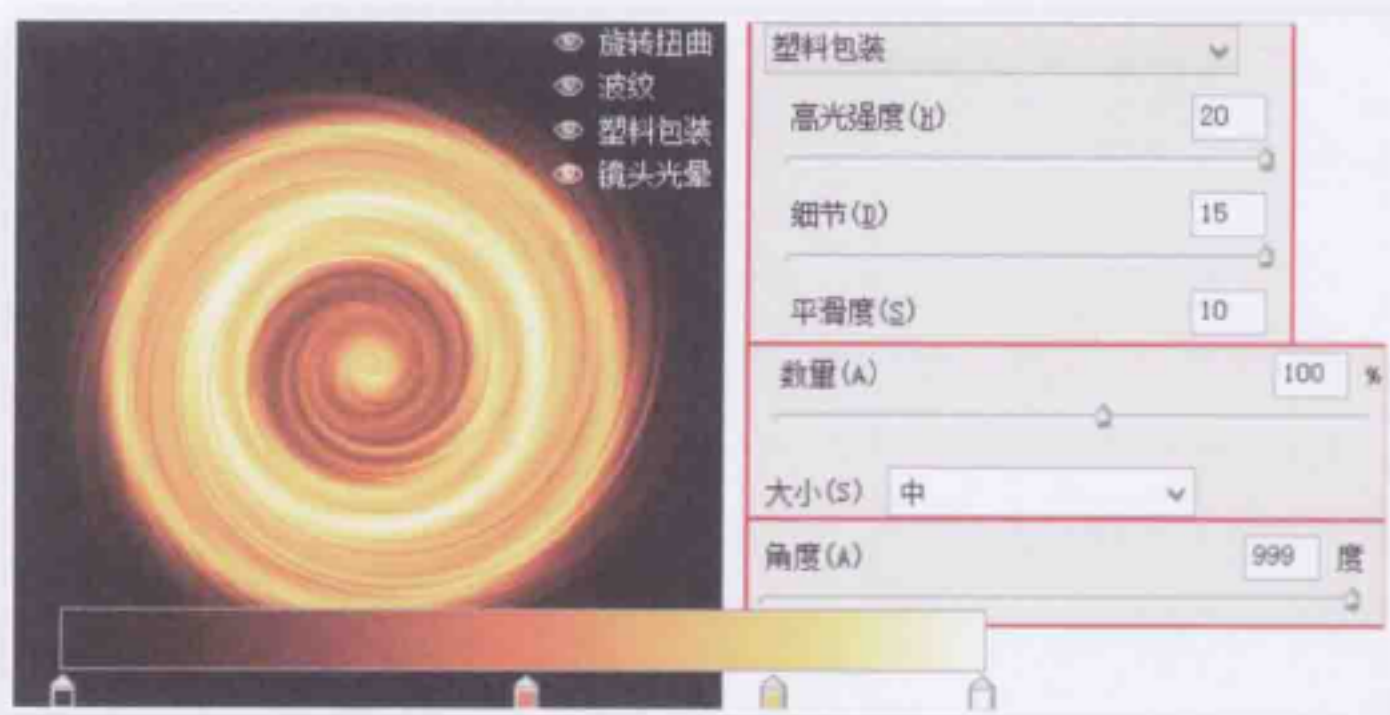 旋转扭曲
波纹
塑料包装
镜头光晕
塑料包装
高光强度(H) 20
细节(D) 15
平滑度(S) 10
数量(A) 100 %
大小(S) 中
角度(A) 999 度